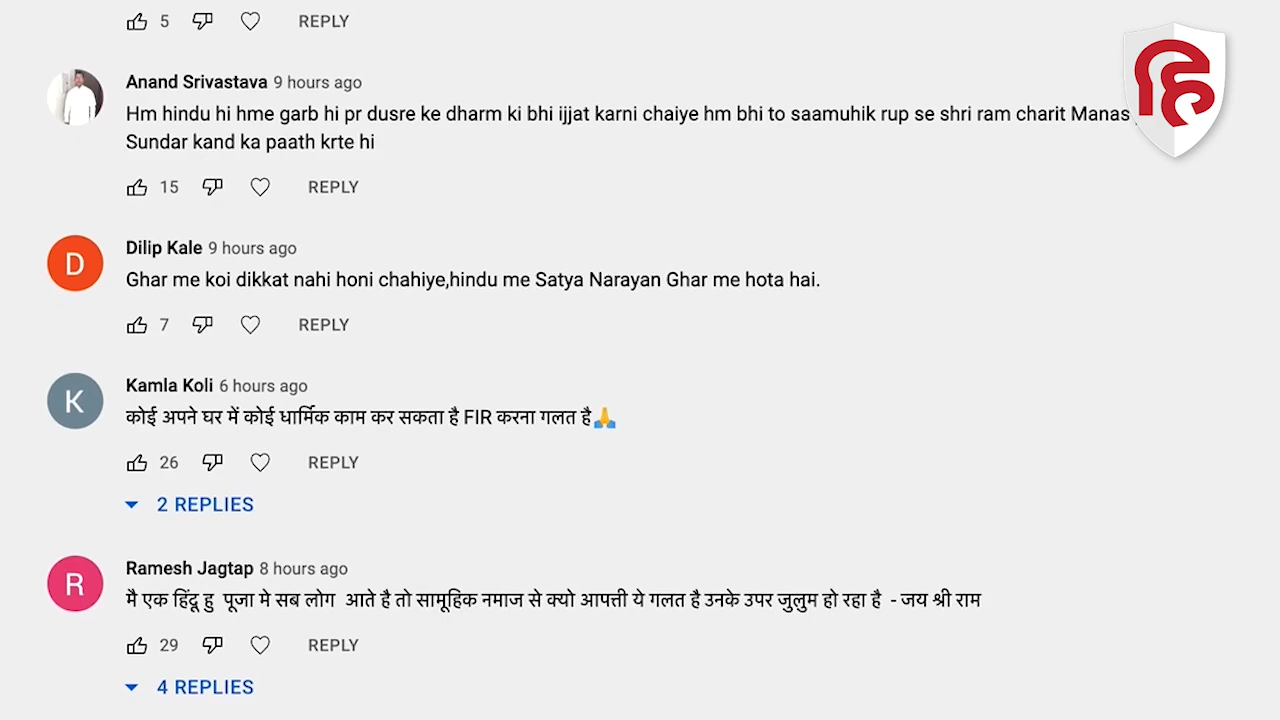 5 REPLY
Anand Srivastava 9 hours ago
Hm hindu hi hme garb hi pr dusre ke dharm ki bhi ijjat karni chaiye hm bhi to saamuhik rup se shri ram charit Manas
Sundar kand ka paath krte hi
15 REPLY
D
Dilip Kale 9 hours ago
Ghar me koi dikkat nahi honi chahiye,hindu me Satya Narayan Ghar me hota hai.
7 REPLY
K
Kamla Koli 6 hours ago
कोई अपने घर में कोई धार्मिक काम कर सकता है FIR करना गलत है🙏
26 REPLY
2 REPLIES
R
Ramesh Jagtap 8 hours ago
मै एक हिंदू हु पूजा मे सब लोग आते है तो सामूहिक नमाज से क्यो आपत्ती ये गलत है उनके उपर जुलुम हो रहा है - जय श्री राम
29 REPLY
4 REPLIES
हि